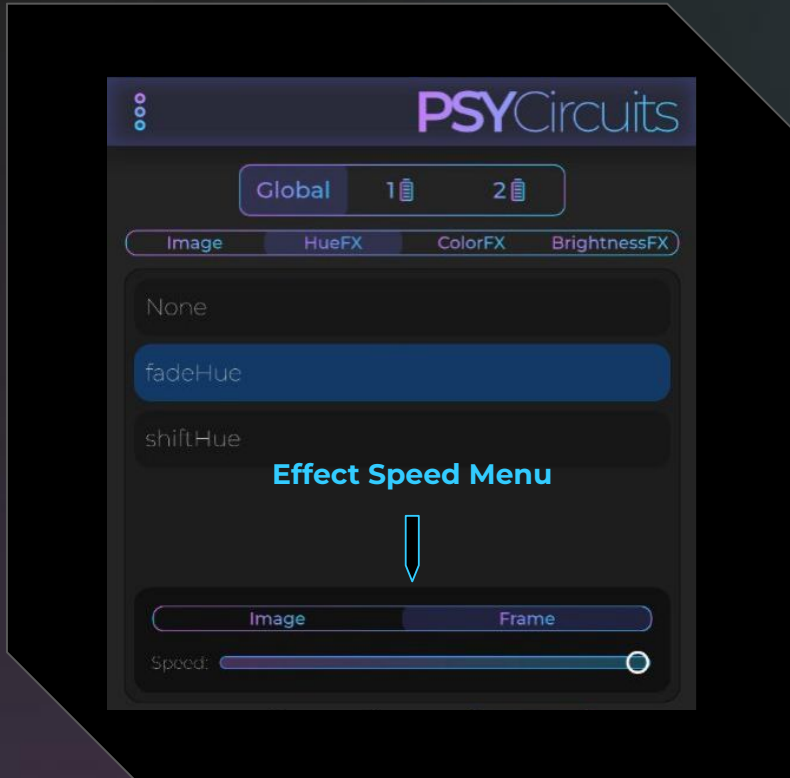 PSYCircuits
Global 1 2
Image HueFX ColorFX BrightnessFX
None
fadeHue
shiftHue
Effect Speed Menu
Image Frame
Speed: